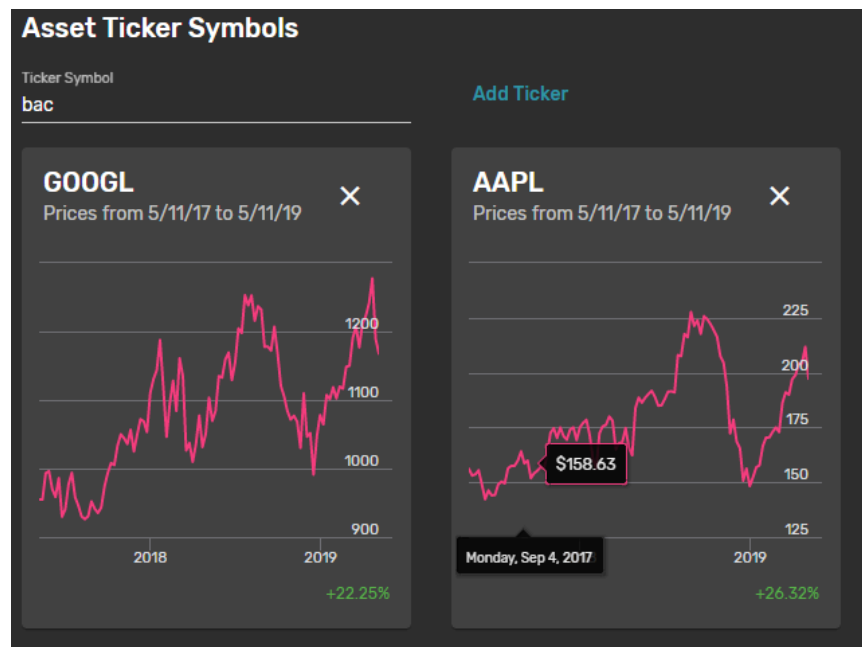 Asset Ticker Symbols
Ticker Symbol
bac
Add Ticker
GOOGL
Prices from 5/11/17 to 5/11/19
1200
1100
1000
900
2018
2019
+22.25%
AAPL
Prices from 5/11/17 to 5/11/19
225
200
175
$158.63
150
125
Monday, Sep 4, 2017
2019
+26.32%